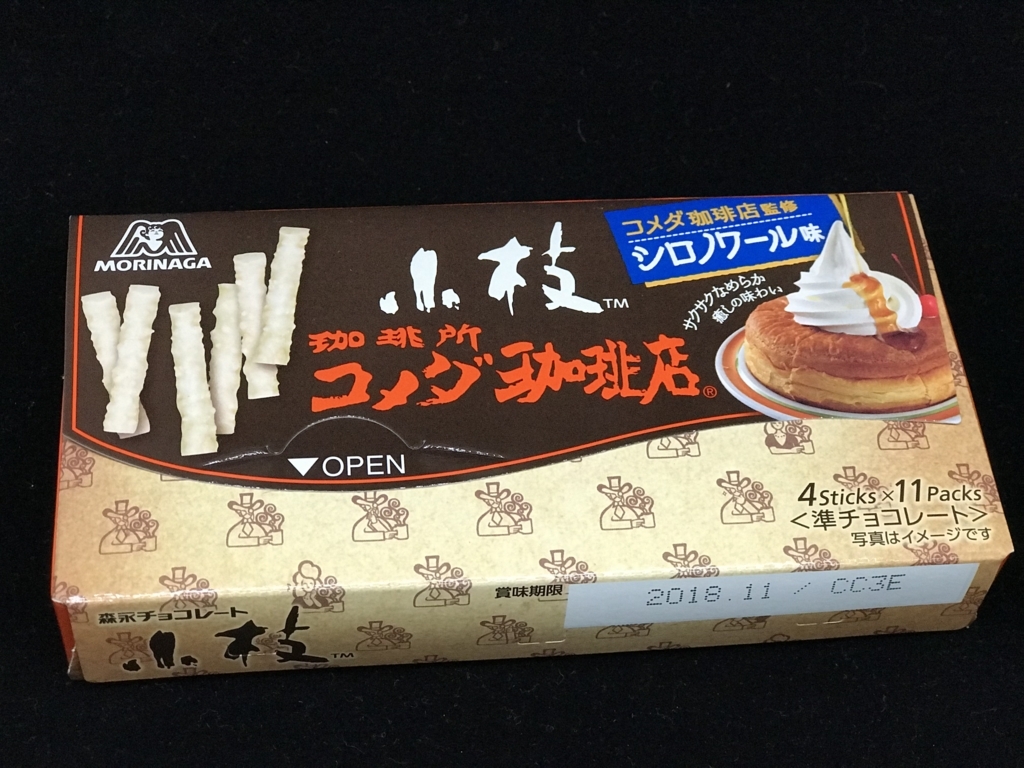 MORINAGA
小枝™
コメダ珈琲店監修
シロノワール味
サクサクなめらか
癒しの味わい
珈琲所
コメダ珈琲店®
▼OPEN
4Sticks×11Packs
<準チョコレート>
写真はイメージです
賞味期限 2018.11 / CC3E
森永チョコレート
小枝™